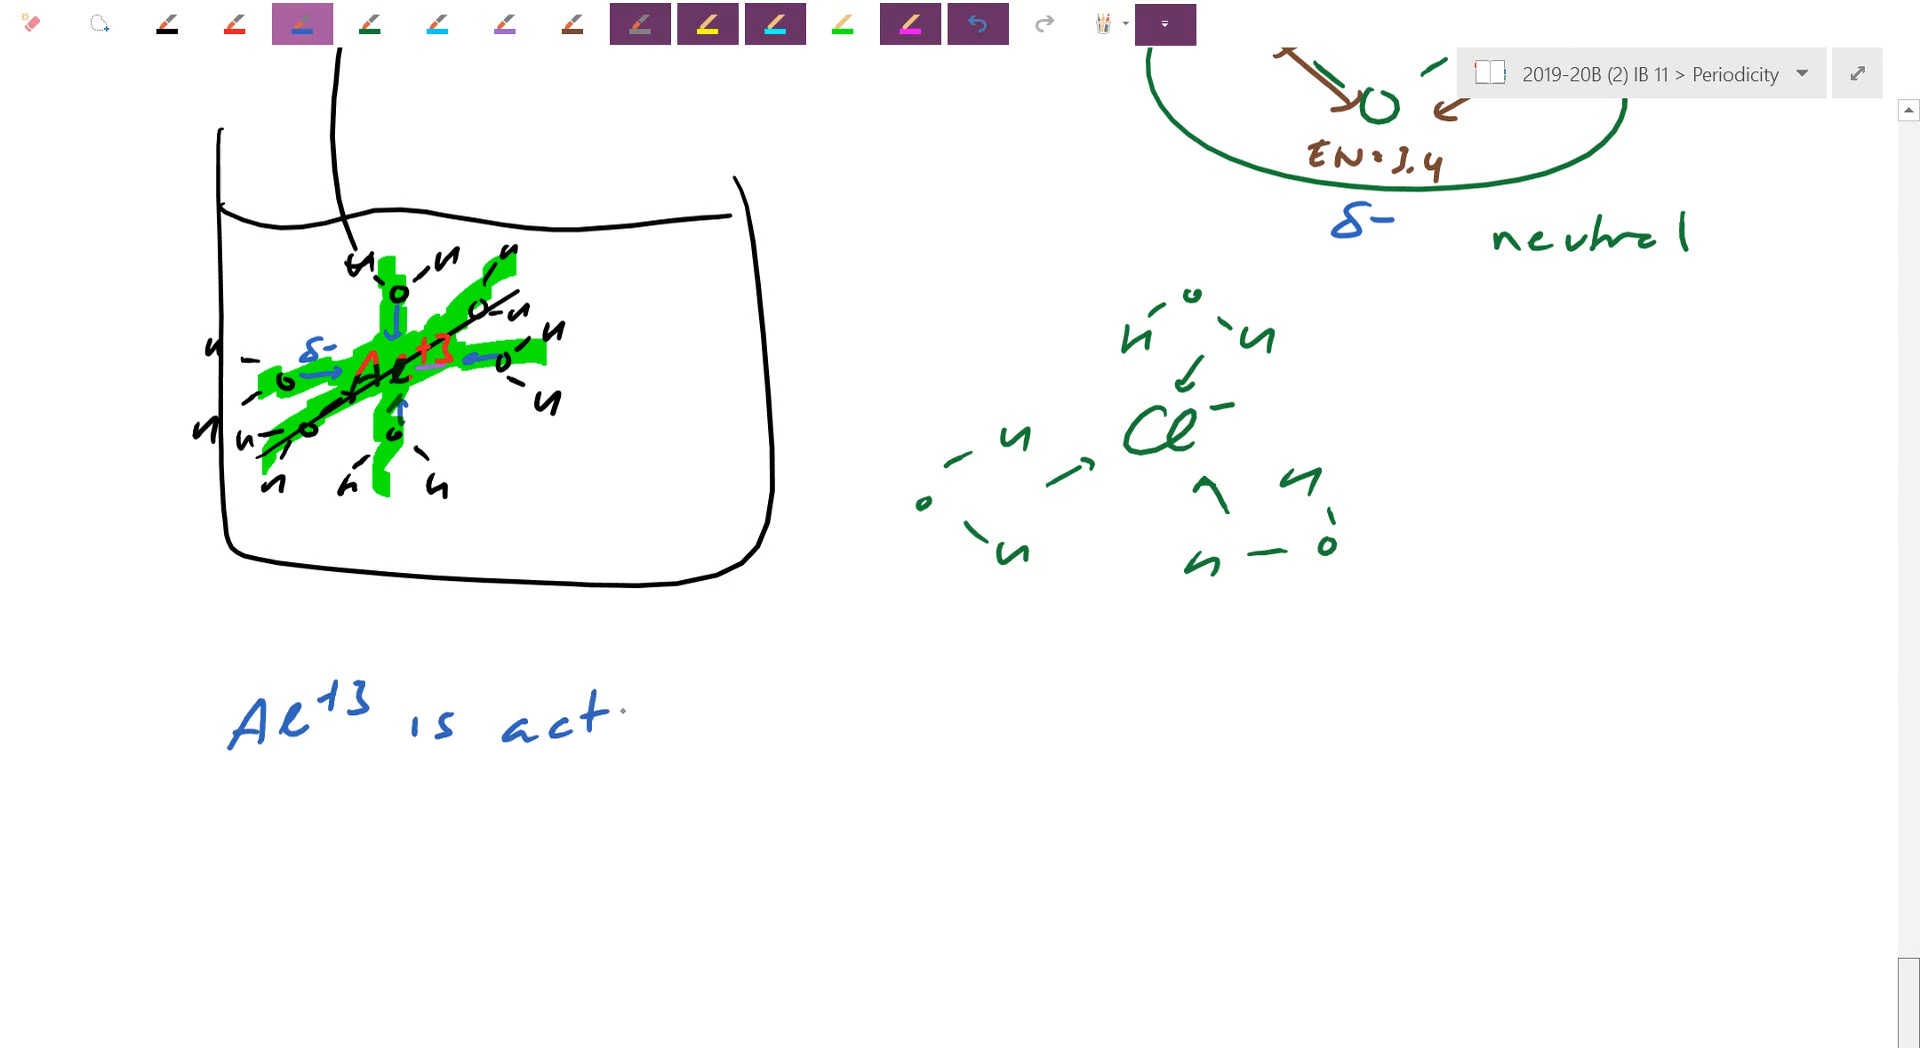 2019-20B (2) IB 11 > Periodicity
O
EN = 3.4
δ-
neutral
H H H
O
O-H
H
H δ- Al +3 O
O
H
H H-O O
H H H
O
H H
Cl-
H
O
H
H
H-O
Al+3 is act